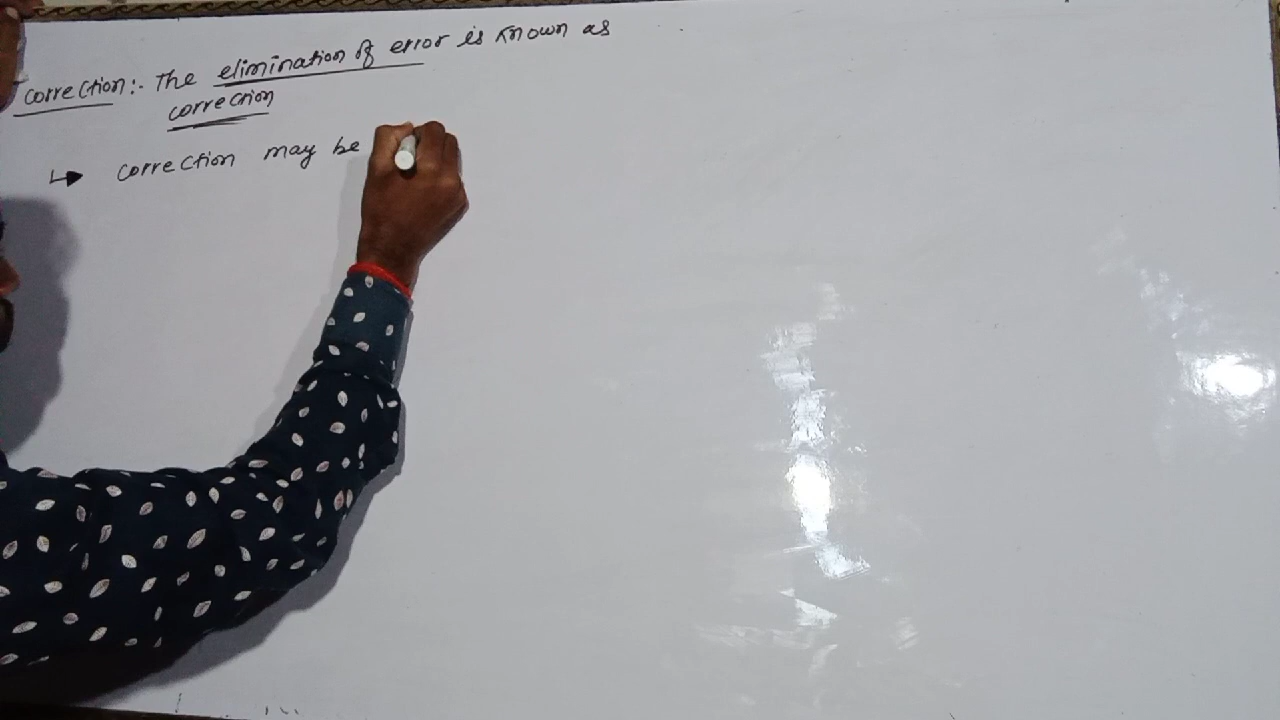 Correction:- The elimination of error is known as
correction
↳ correction may be